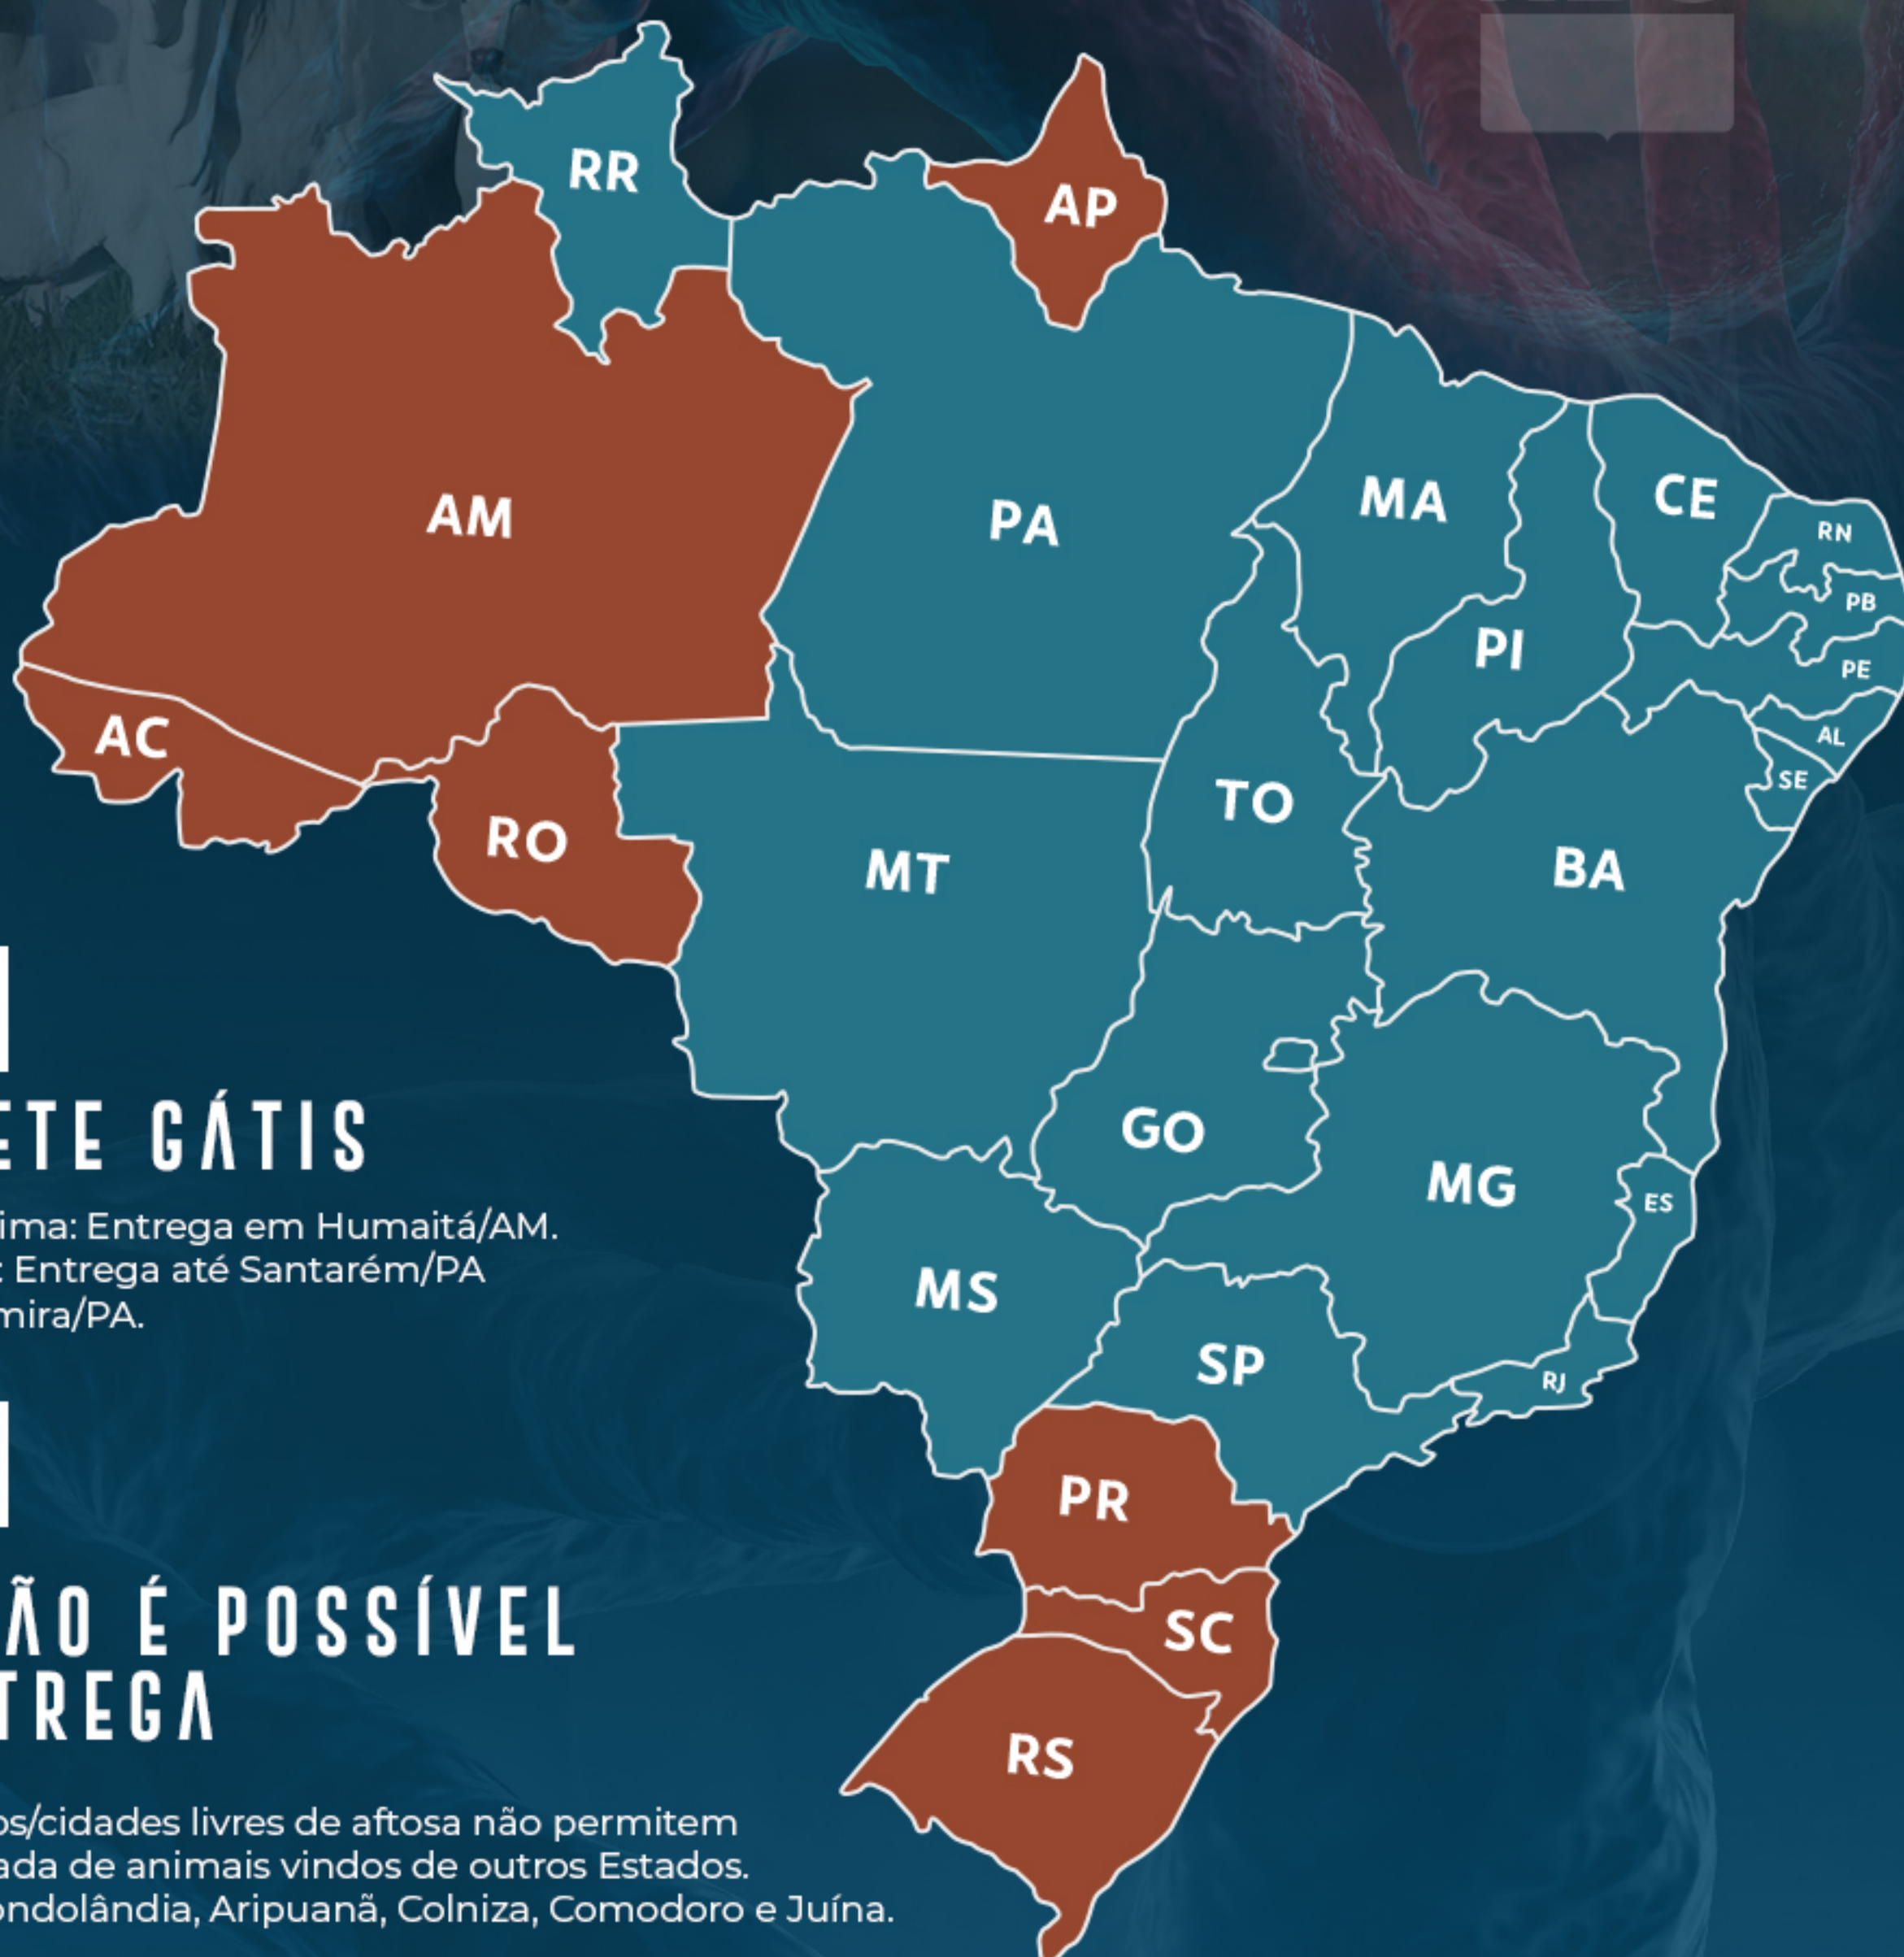 RR
AP
AM
PA
MA
CE
RN
PB
PI
PE
AC
AL
TO
SE
RO
MT
BA
GO
MG
ES
MS
SP
RJ
PR
SC
RS
ETE GÁTIS
ima: Entrega em Humaitá/AM.
: Entrega até Santarém/PA
mira/PA.
ÃO É POSSÍVEL
TREGA
os/cidades livres de aftosa não permitem
ada de animais vindos de outros Estados.
ondolândia, Aripuanã, Colniza, Comodoro e Juína.